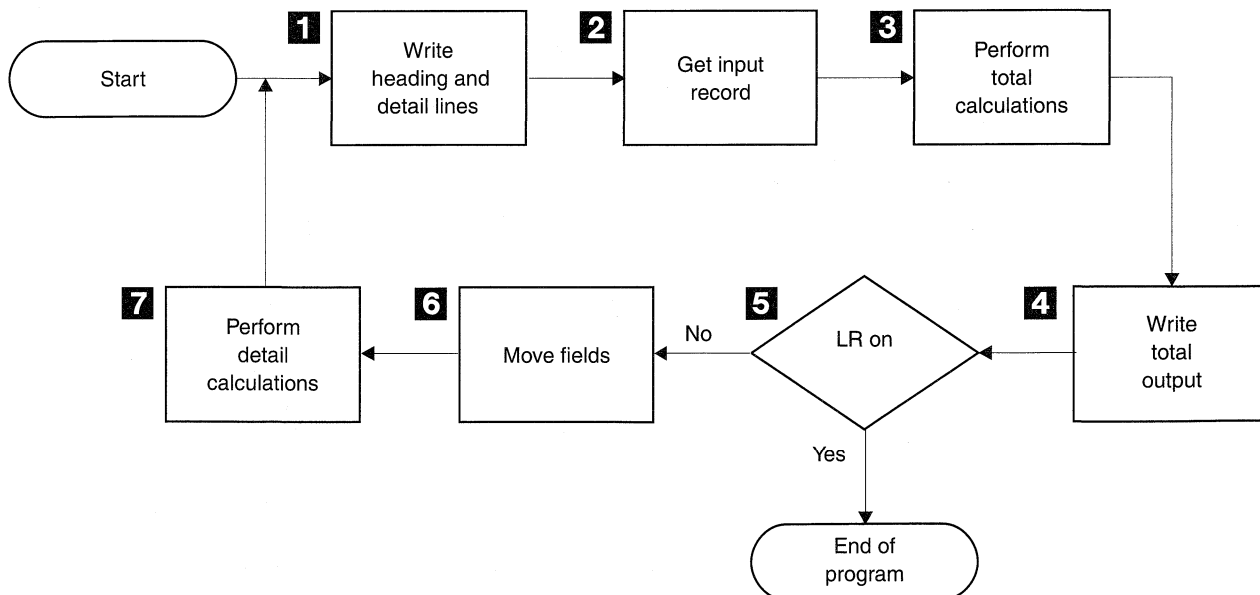 Start
1
Write
heading and
detail lines
2
Get input
record
3
Perform
total
calculations
4
Write
total
output
5
LR on
No
6
Move fields
7
Perform
detail
calculations
Yes
End of
program